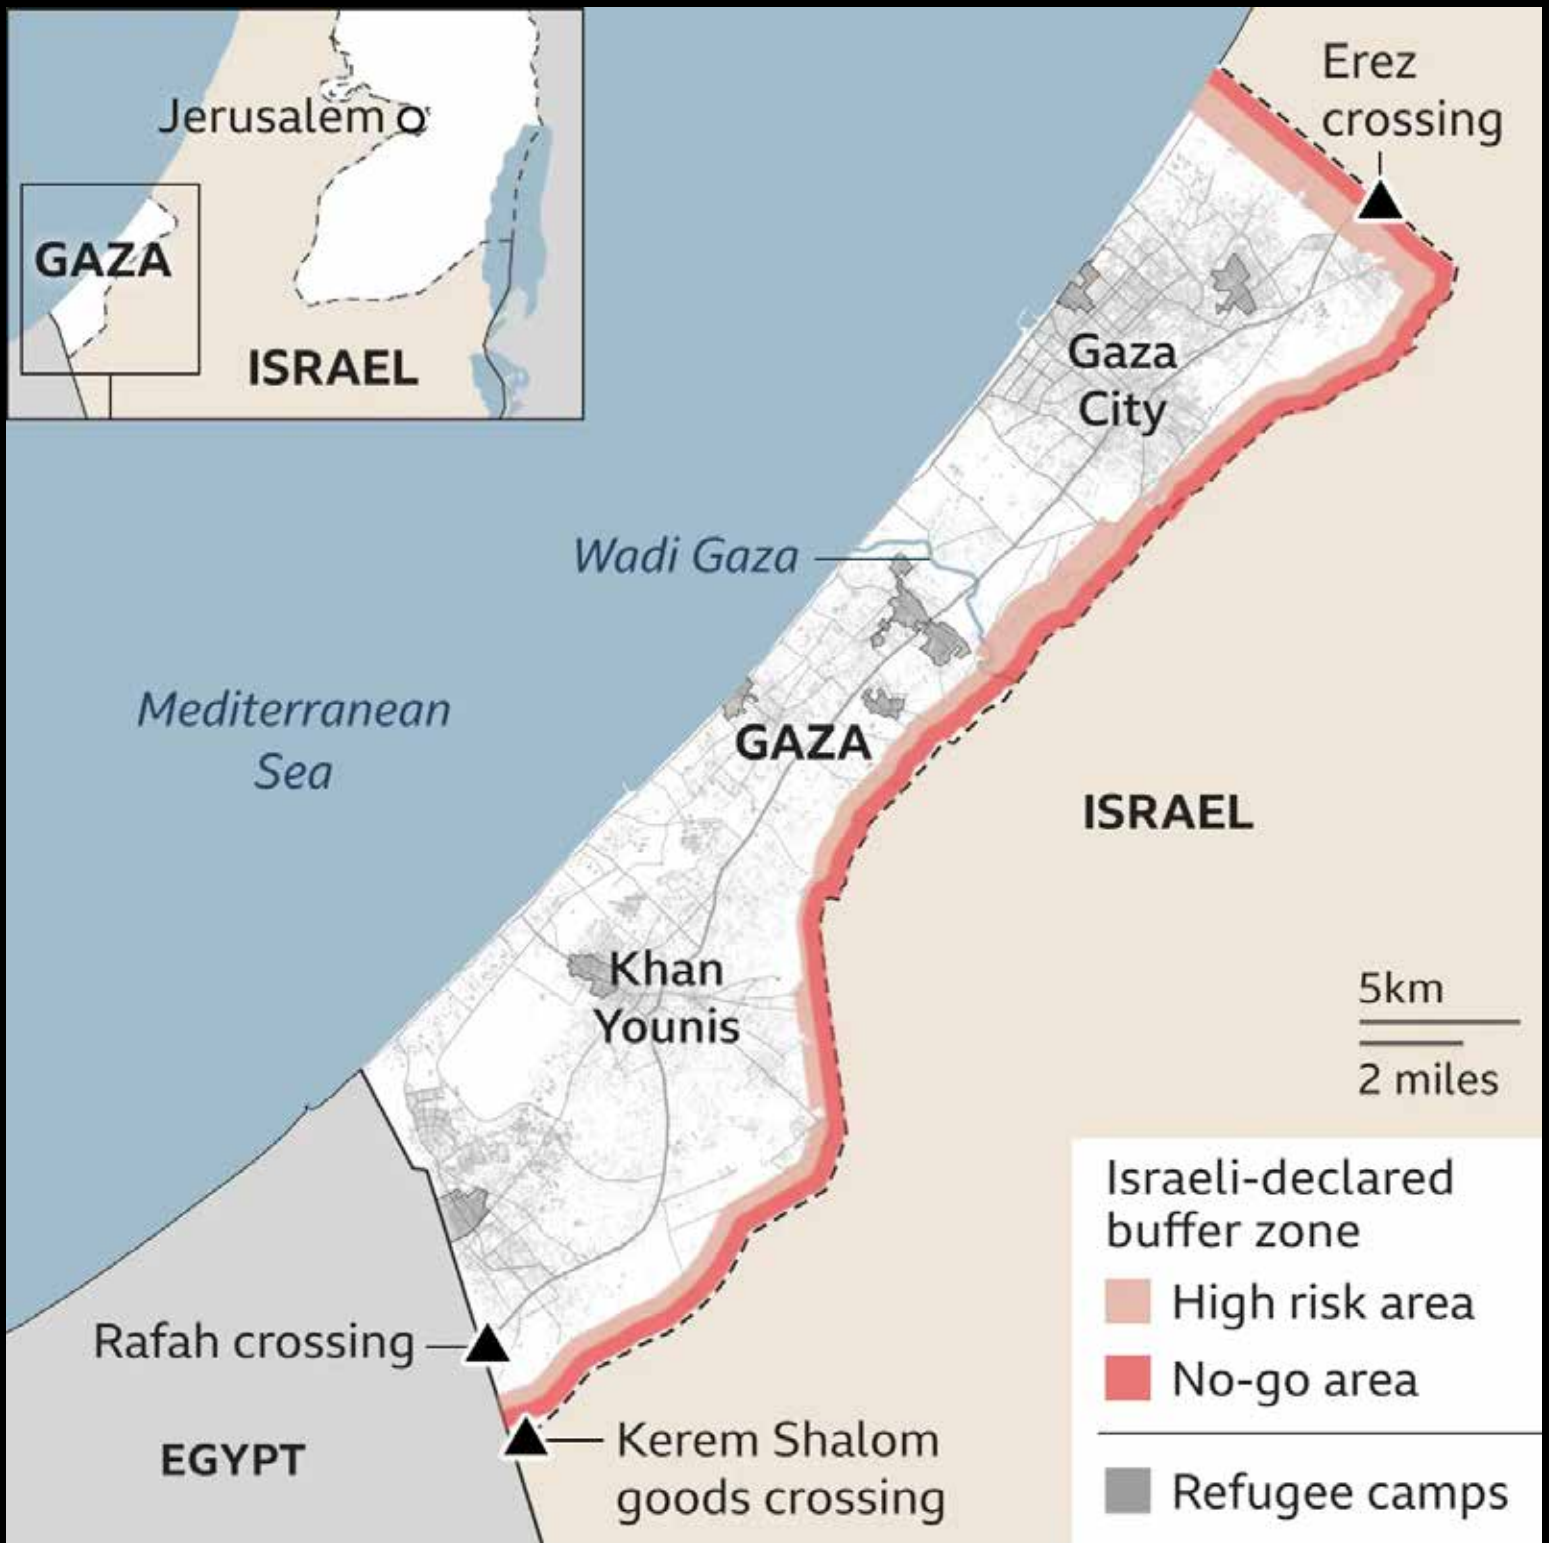 Jerusalem
GAZA
ISRAEL
Erez
crossing
Gaza
City
Wadi Gaza
Mediterranean
Sea
GAZA
ISRAEL
Khan
Younis
5km
2 miles
Rafah crossing
EGYPT
Kerem Shalom
goods crossing
Israeli-declared
buffer zone
High risk area
No-go area
Refugee camps